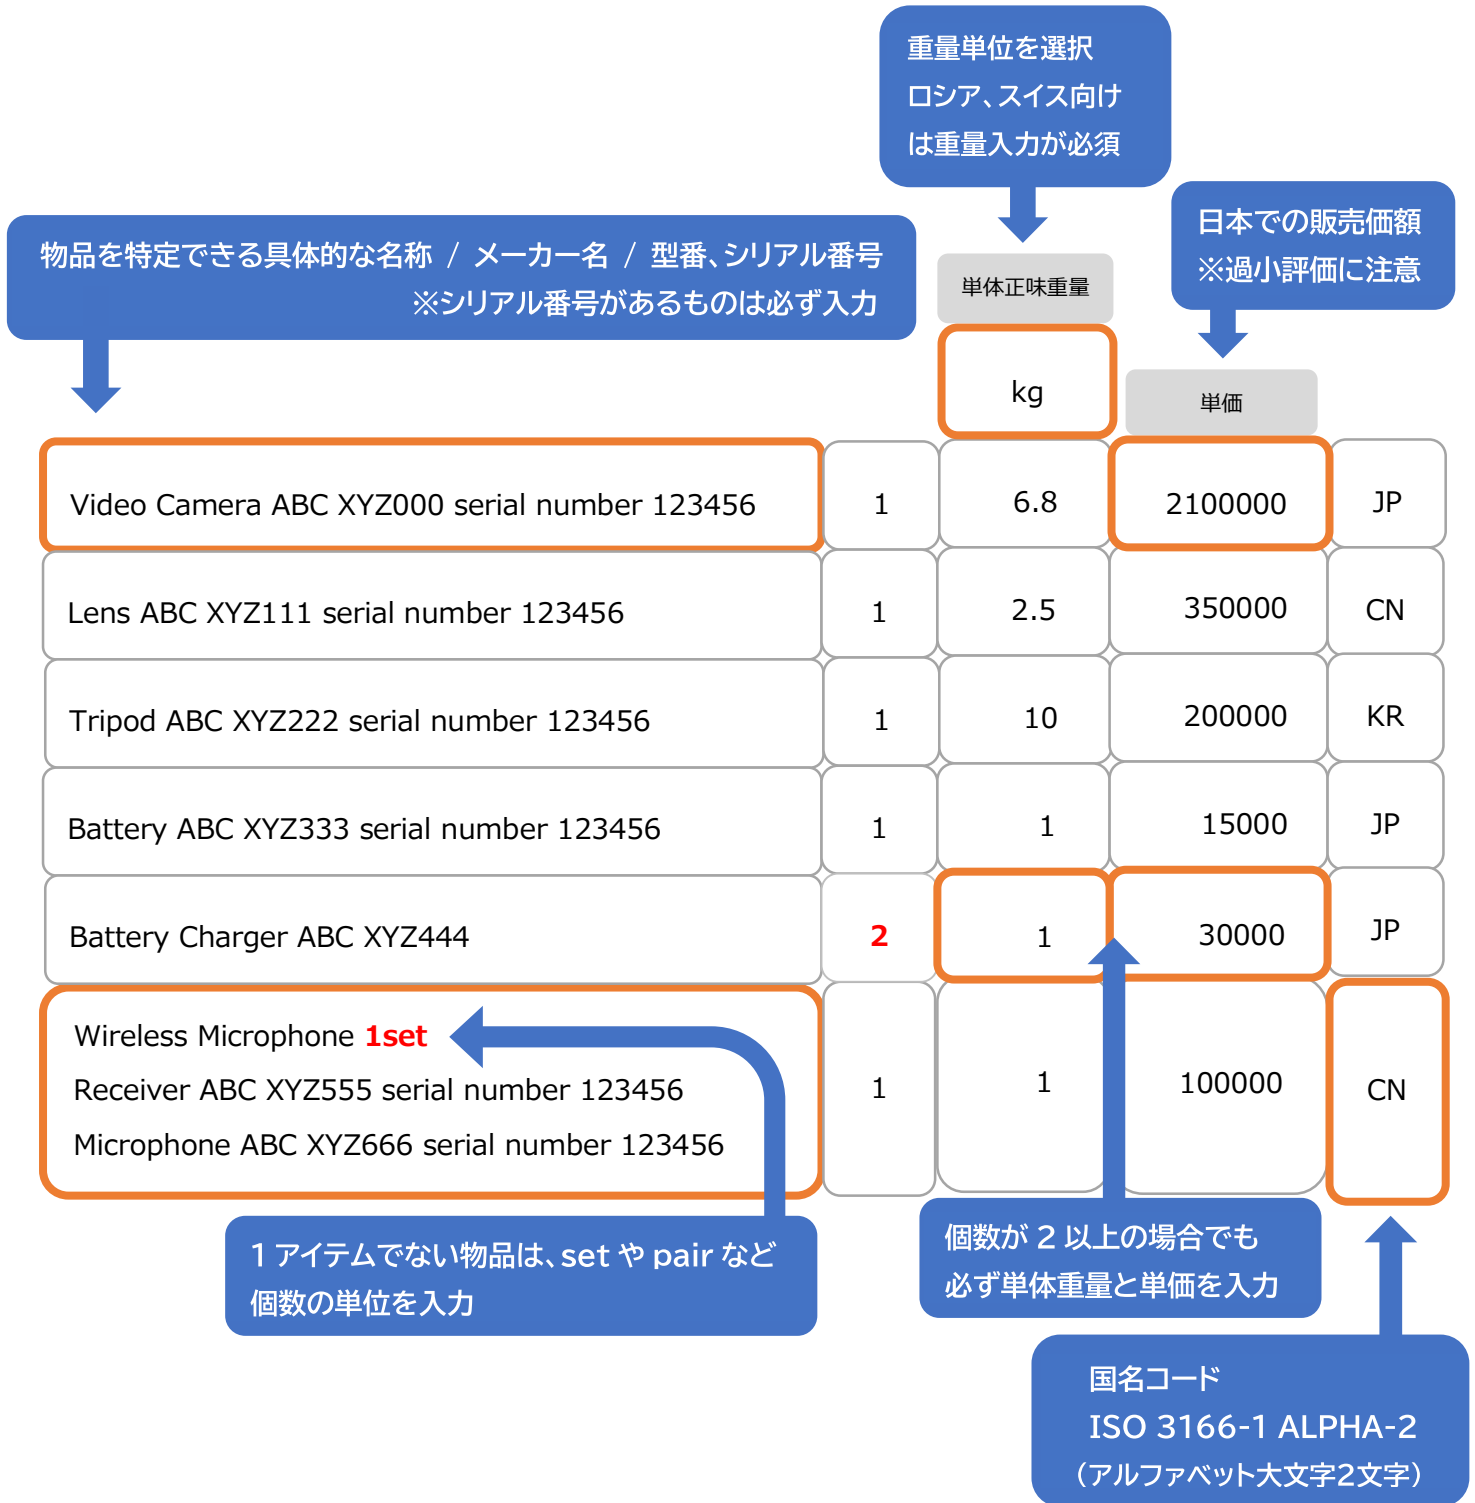 重量単位を選択
ロシア、スイス向け
は重量入力が必須
日本での販売価額
※過小評価に注意
物品を特定できる具体的な名称 / メーカー名 / 型番、シリアル番号
※シリアル番号があるものは必ず入力
単体正味重量
kg
単価
Video Camera ABC XYZ000 serial number 123456 1 6.8 2100000 JP
Lens ABC XYZ111 serial number 123456 1 2.5 350000 CN
Tripod ABC XYZ222 serial number 123456 1 10 200000 KR
Battery ABC XYZ333 serial number 123456 1 1 15000 JP
Battery Charger ABC XYZ444 2 1 30000 JP
Wireless Microphone 1set
Receiver ABC XYZ555 serial number 123456 1 1 100000 CN
Microphone ABC XYZ666 serial number 123456
1 アイテムでない物品は、set や pair など
個数の単位を入力
個数が 2 以上の場合でも
必ず単体重量と単価を入力
国名コード
ISO 3166-1 ALPHA-2
（アルファベット大文字2文字）